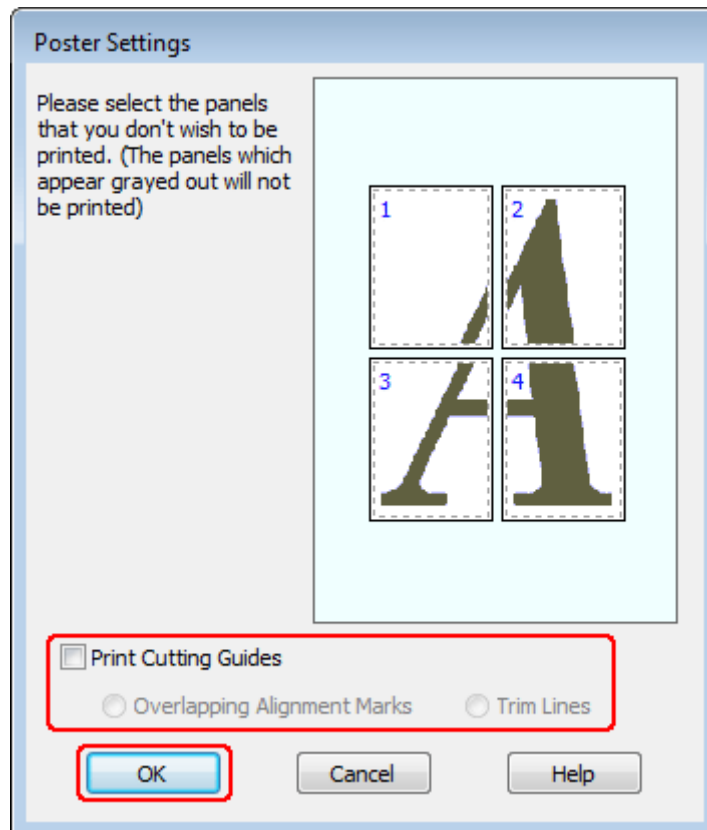 Poster Settings
Please select the panels
that you don't wish to be
printed. (The panels which
appear grayed out will not
be printed)
1
2
3
4
A
Print Cutting Guides
Overlapping Alignment Marks
Trim Lines
OK
Cancel
Help